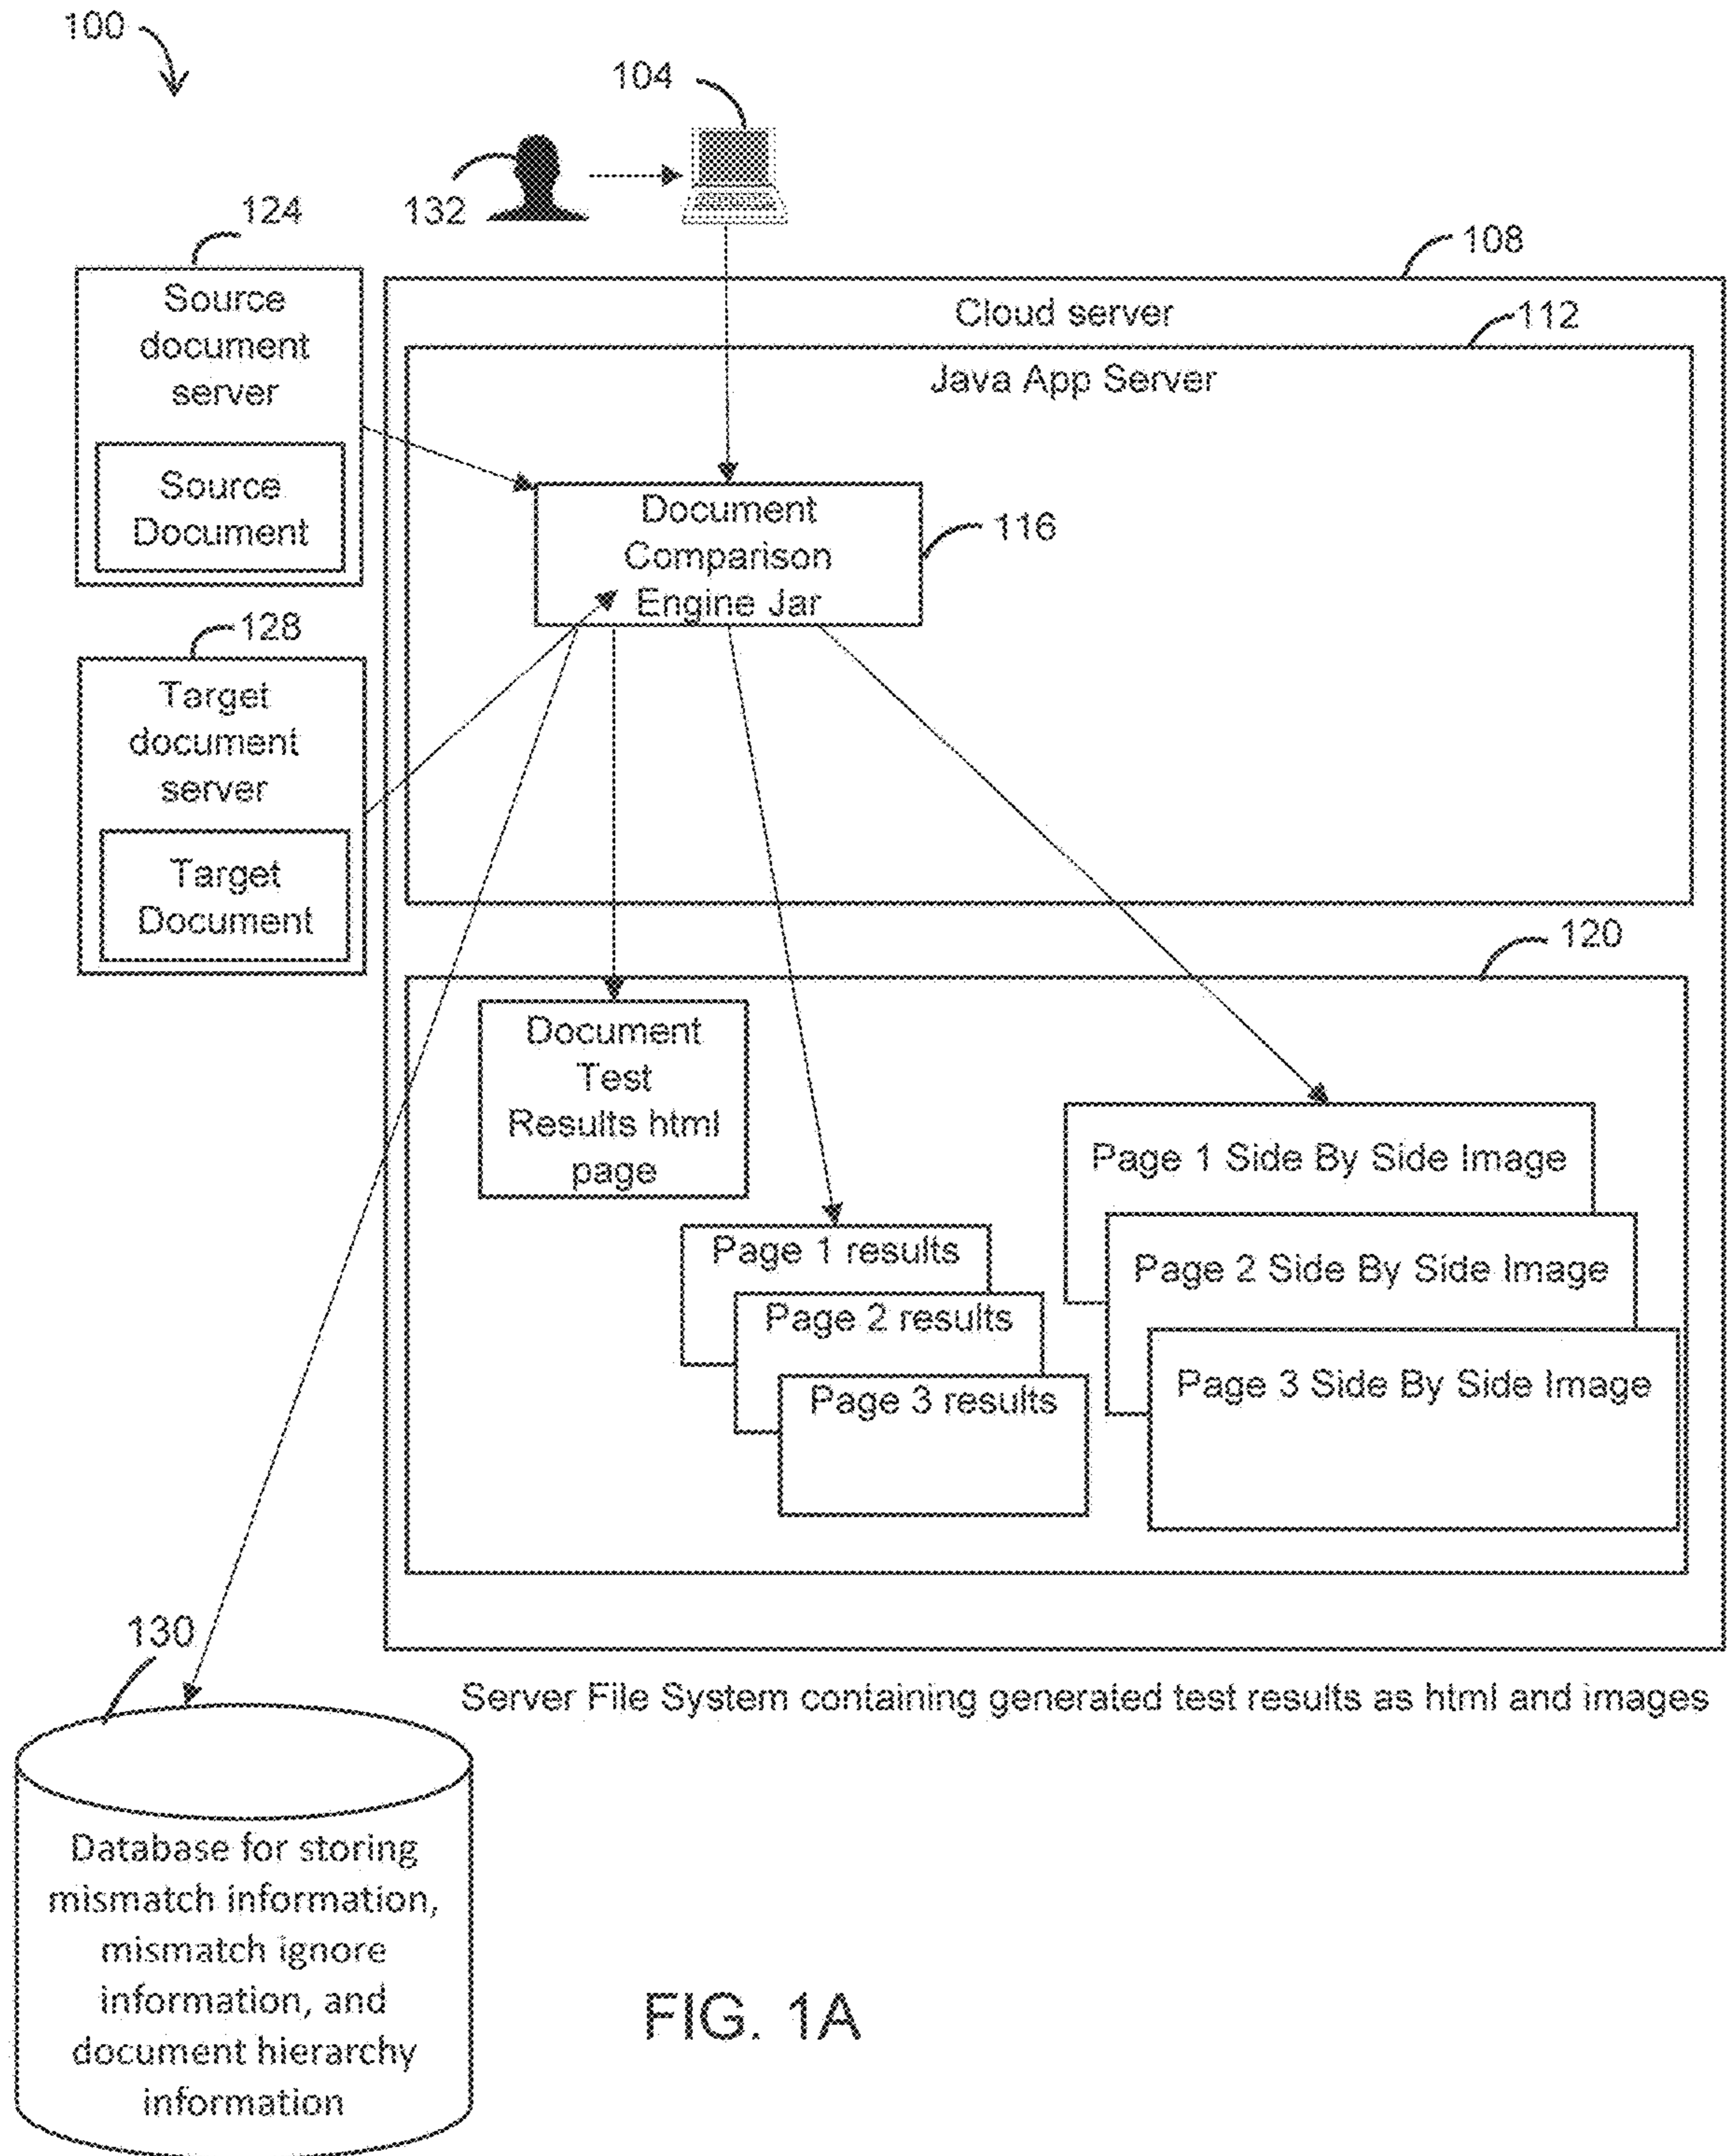 100
104
132
124
108
Cloud server
112
Source
document
server
Java App Server
Source
Document
Document
Comparison
Engine Jar
116
128
Target
document
server
Target
Document
120
Document
Test
Results html
page
Page 1 Side By Side Image
Page 1 results
Page 2 Side By Side Image
Page 2 results
Page 3 Side By Side Image
Page 3 results
130
Server File System containing generated test results as html and images
Database for storing
mismatch information,
mismatch ignore
information, and
document hierarchy
information
FIG. 1A